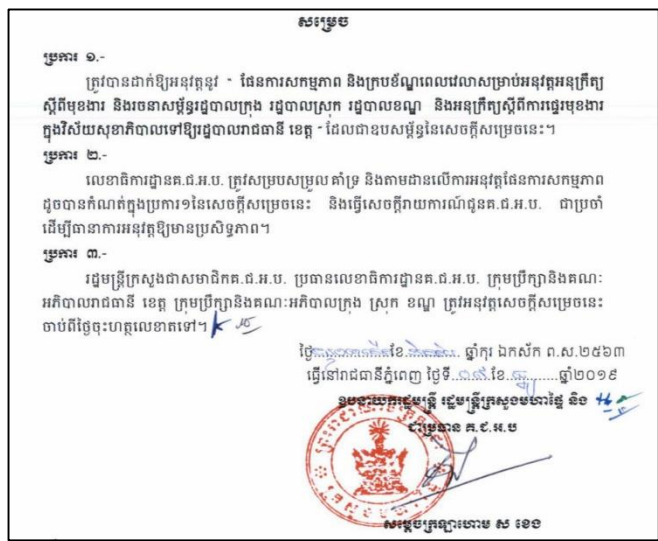 សម្រេច
ប្រការ ១.-
ត្រូវបានដាក់ឱ្យអនុវត្តនូវ - ផែនការសកម្មភាព និងក្របខ័ណ្ឌពេលវេលាសម្រាប់អនុវត្តអនុក្រឹត្យ
ស្តីពីមុខងារ និងរចនាសម្ព័ន្ធរដ្ឋបាលក្រុង រដ្ឋបាលស្រុក រដ្ឋបាលខណ្ឌ និងអនុក្រឹត្យស្តីពីការផ្ទេរមុខងារ
ក្នុងវិស័យសុខាភិបាលទៅឱ្យរដ្ឋបាលរាជធានី ខេត្ត - ដែលជាឧបសម្ព័ន្ធនៃសេចក្តីសម្រេចនេះ។
ប្រការ ២.-
លេខាធិការដ្ឋានគ.ជ.អ.ប. ត្រូវសម្របសម្រួល គាំទ្រ និងតាមដានលើការអនុវត្តផែនការសកម្មភាព
ដូចបានកំណត់ក្នុងប្រការ១នៃសេចក្តីសម្រេចនេះ និងធ្វើសេចក្តីរាយការណ៍ជូនគ.ជ.អ.ប. ជាប្រចាំ
ដើម្បីធានាការអនុវត្តឱ្យមានប្រសិទ្ធភាព។
ប្រការ ៣.-
រដ្ឋមន្ត្រីក្រសួងជាសមាជិកគ.ជ.អ.ប. ប្រធានលេខាធិការដ្ឋានគ.ជ.អ.ប. ក្រុមប្រឹក្សានិងគណៈ
អភិបាលរាជធានី ខេត្ត ក្រុមប្រឹក្សានិងគណៈអភិបាលក្រុង ស្រុក ខណ្ឌ ត្រូវអនុវត្តសេចក្តីសម្រេចនេះ
ចាប់ពីថ្ងៃចុះហត្ថលេខាតទៅ។
ថ្ងៃ ខែ ឆ្នាំកុរ ឯកស័ក ព.ស.២៥៦៣
ធ្វើនៅរាជធានីភ្នំពេញ ថ្ងៃទី ១៩ ខែ ធ្នូ ឆ្នាំ២០១៩
ឧបនាយករដ្ឋមន្ត្រី រដ្ឋមន្ត្រីក្រសួងមហាផ្ទៃ និង
ជាប្រធាន គ.ជ.អ.ប
សម្តេចក្រឡាហោម ស ខេង